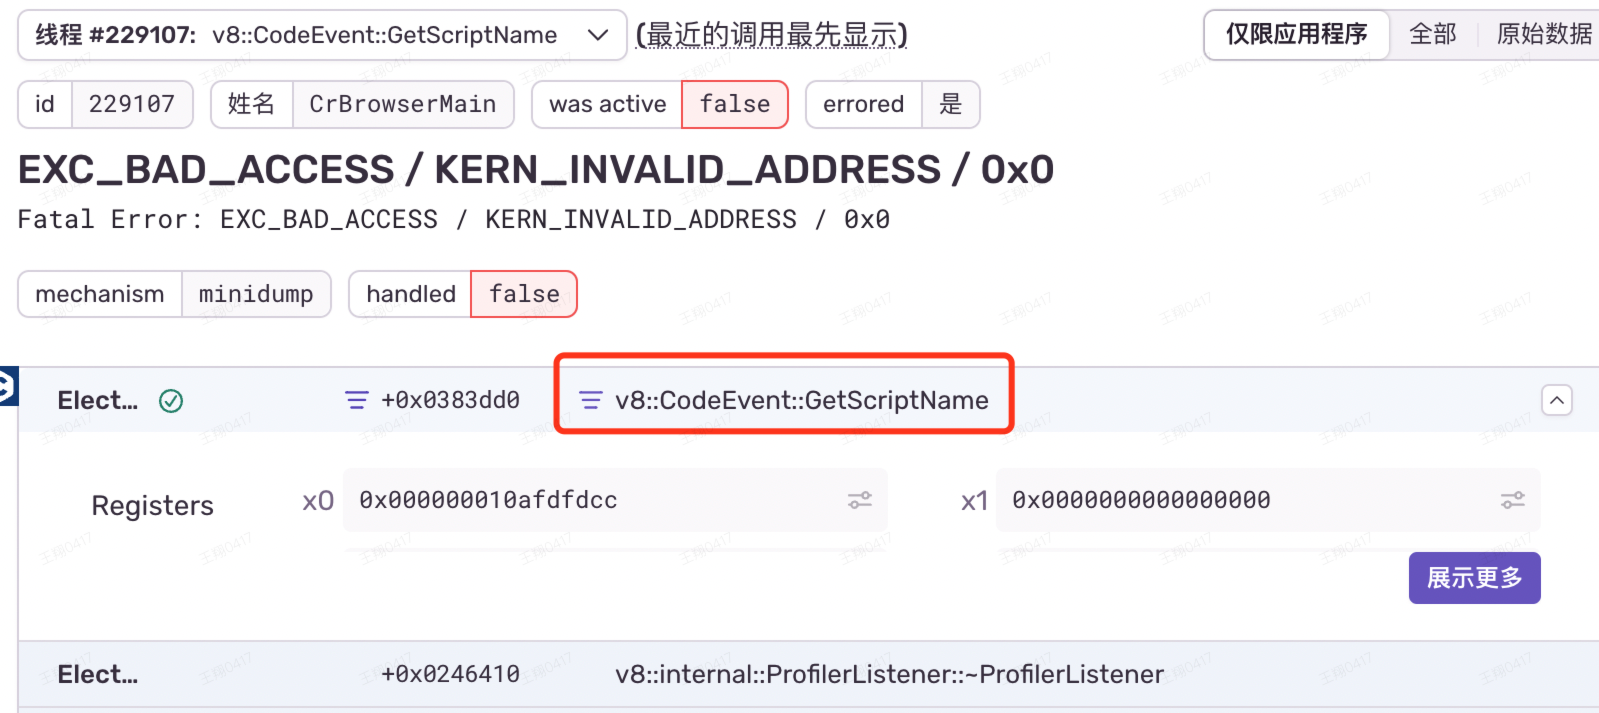 线程 #229107: v8::CodeEvent::GetScriptName (最近的调用最先显示) 仅限应用程序 全部 原始数据
id 229107 姓名 CrBrowserMain was active false errored 是
EXC_BAD_ACCESS / KERN_INVALID_ADDRESS / 0x0
Fatal Error: EXC_BAD_ACCESS / KERN_INVALID_ADDRESS / 0x0
mechanism minidump handled false
Elect... +0x0383dd0 v8::CodeEvent::GetScriptName
Registers x0 0x000000010afdfdcc x1 0x0000000000000000
展示更多
Elect... +0x0246410 v8::internal::ProfilerListener::~ProfilerListener